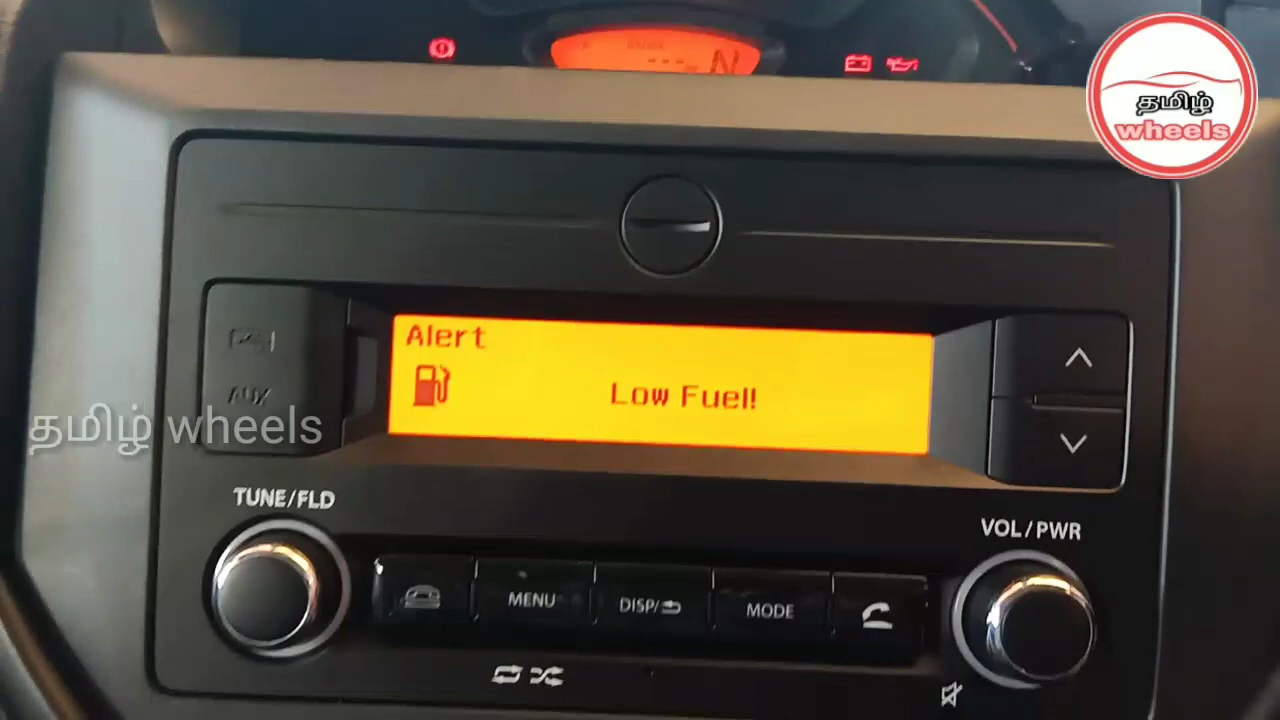 N
தமிழ்
wheels
Alert
Low Fuel!
AUX
தமிழ் wheels
TUNE/FLD
VOL/PWR
MENU
DISP/
MODE